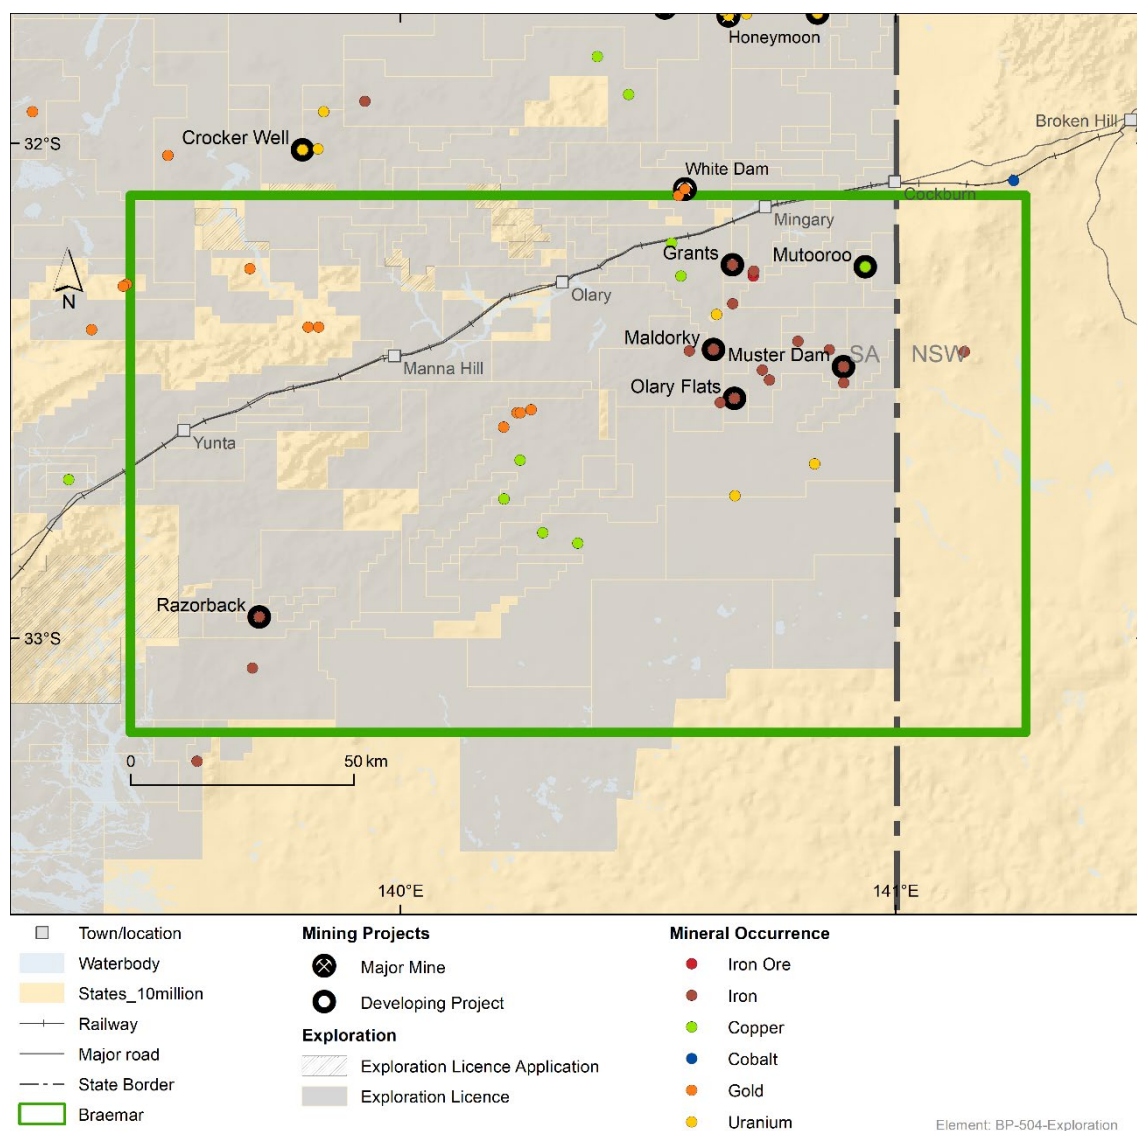 Honeymoon
Broken Hill
Crocker Well
32°S
White Dam
Cockburn
Mingary
Grants
Mutooroo
N
Olary
Maldorky
Muster Dam
SA
NSW
Manna Hill
Olary Flats
Yunta
Razorback
33°S
0
50 km
140°E
141°E
Town/location
Waterbody
States_10million
Railway
Major road
State Border
Braemar
Mining Projects
Major Mine
Developing Project
Exploration
Exploration Licence Application
Exploration Licence
Mineral Occurrence
Iron Ore
Iron
Copper
Cobalt
Gold
Uranium
Element: BP-504-Exploration